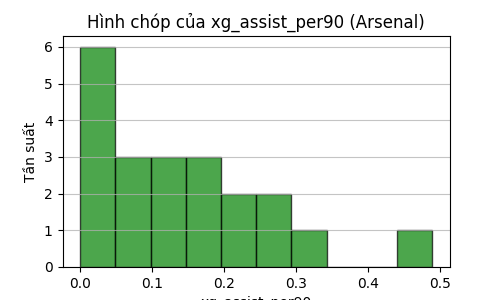 Hình chóp của xg_assist_per90 (Arsenal)
6
5
4
3
2
1
0
Tần suất
0.0 0.1 0.2 0.3 0.4 0.5
xg_assist_per90